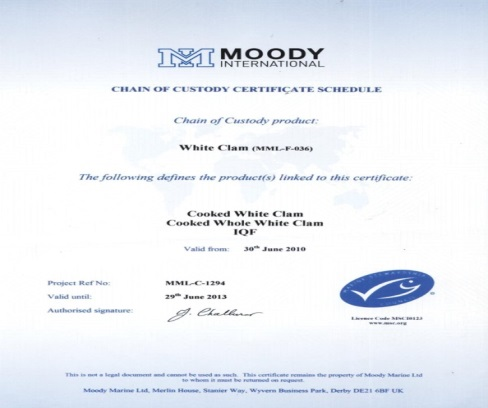 MOODY
INTERNATIONAL
CHAIN OF CUSTODY CERTIFICATE SCHEDULE
Chain of Custody product:
White Clam (MML-F-036)
The following defines the product(s) linked to this certificate:
Cooked White Clam
Cooked Whole White Clam
IQF
Valid from: 30th June 2010
Project Ref No: MML-C-1294
Valid until: 29th June 2013
Authorised signature:
Licence Code MSCI0123
www.msc.org
This is not a legal document and cannot be used as such. This certificate remains the property of Moody Marine Ltd
to whom it must be returned on request.
Moody Marine Ltd, Merlin House, Stanier Way, Wyvern Business Park, Derby DE21 6BF UK